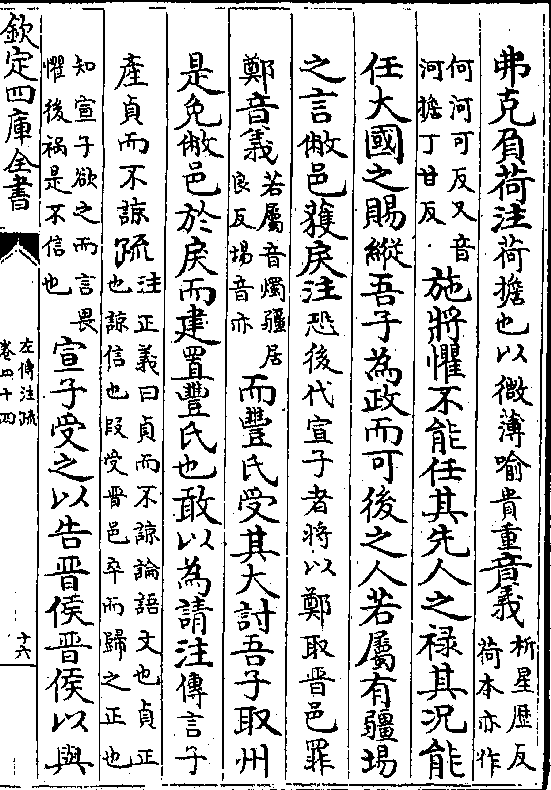 弗克負荷注荷擔也以微薄喻貴重音義析星歴反荷本亦作
何河可反又音河擔丁甘反施將懼不能任其先人之禄其況能
任大國之賜縱吾子為政而可後之人若屬有疆埸
之言敝邑獲戾注恐後代宣子者將以鄭取晉邑罪
鄭音義若屬音燭疆居良反埸音亦而豐氏受其大討吾子取州
是免敝邑於戾而建置豐氏也敢以為請注傳言子
產貞而不諒疏注正義曰貞而不諒論語文也貞正也諒信也段受晉邑卒而歸之正也
知宣子欲之而言畏懼後禍是不信也宣子受之以告晉侯晉侯以與
欽定四庫全書
左傳注疏
卷四十四
十六